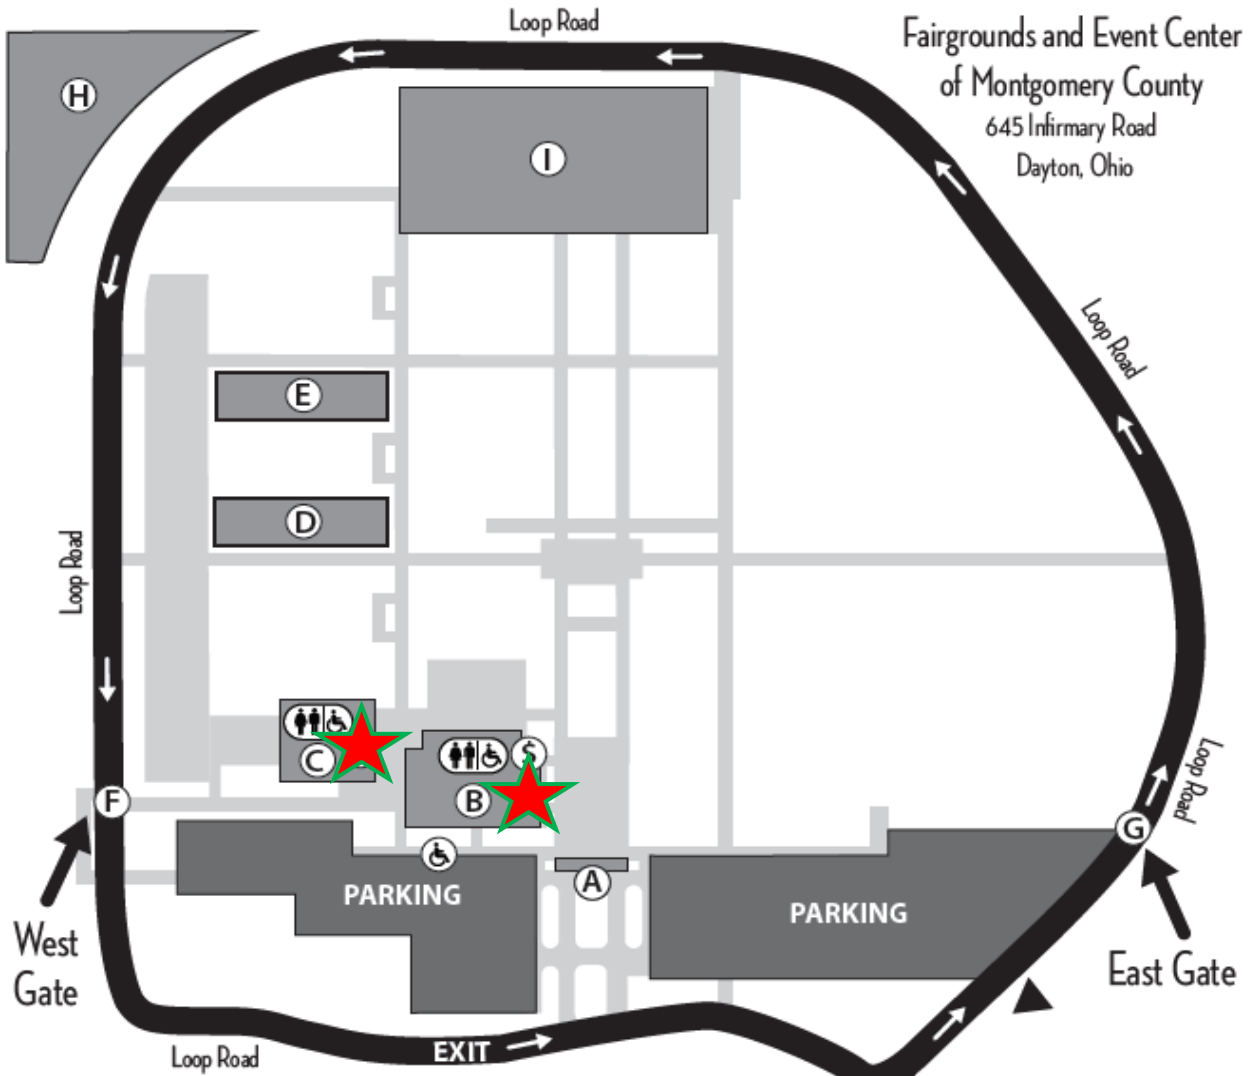 Loop Road
Fairgrounds and Event Center
of Montgomery County
645 Infirmary Road
Dayton, Ohio
H
I
Loop Road
E
D
Loop Road
C
$
B
F
Loop Road
G
A
PARKING
PARKING
West
Gate
East Gate
EXIT
Loop Road